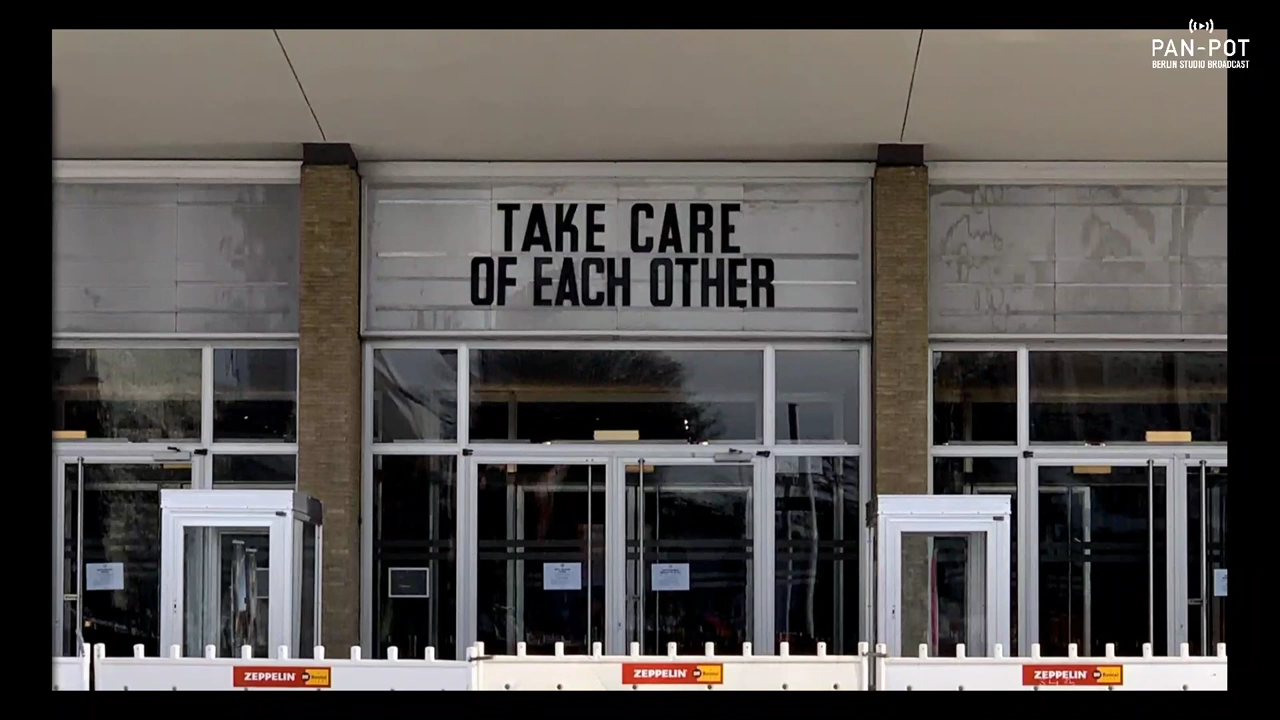 PAN-POT
BERLIN STUDIO BROADCAST
TAKE CARE
OF EACH OTHER
ZEPPELIN
ZEPPELIN
ZEPPELIN